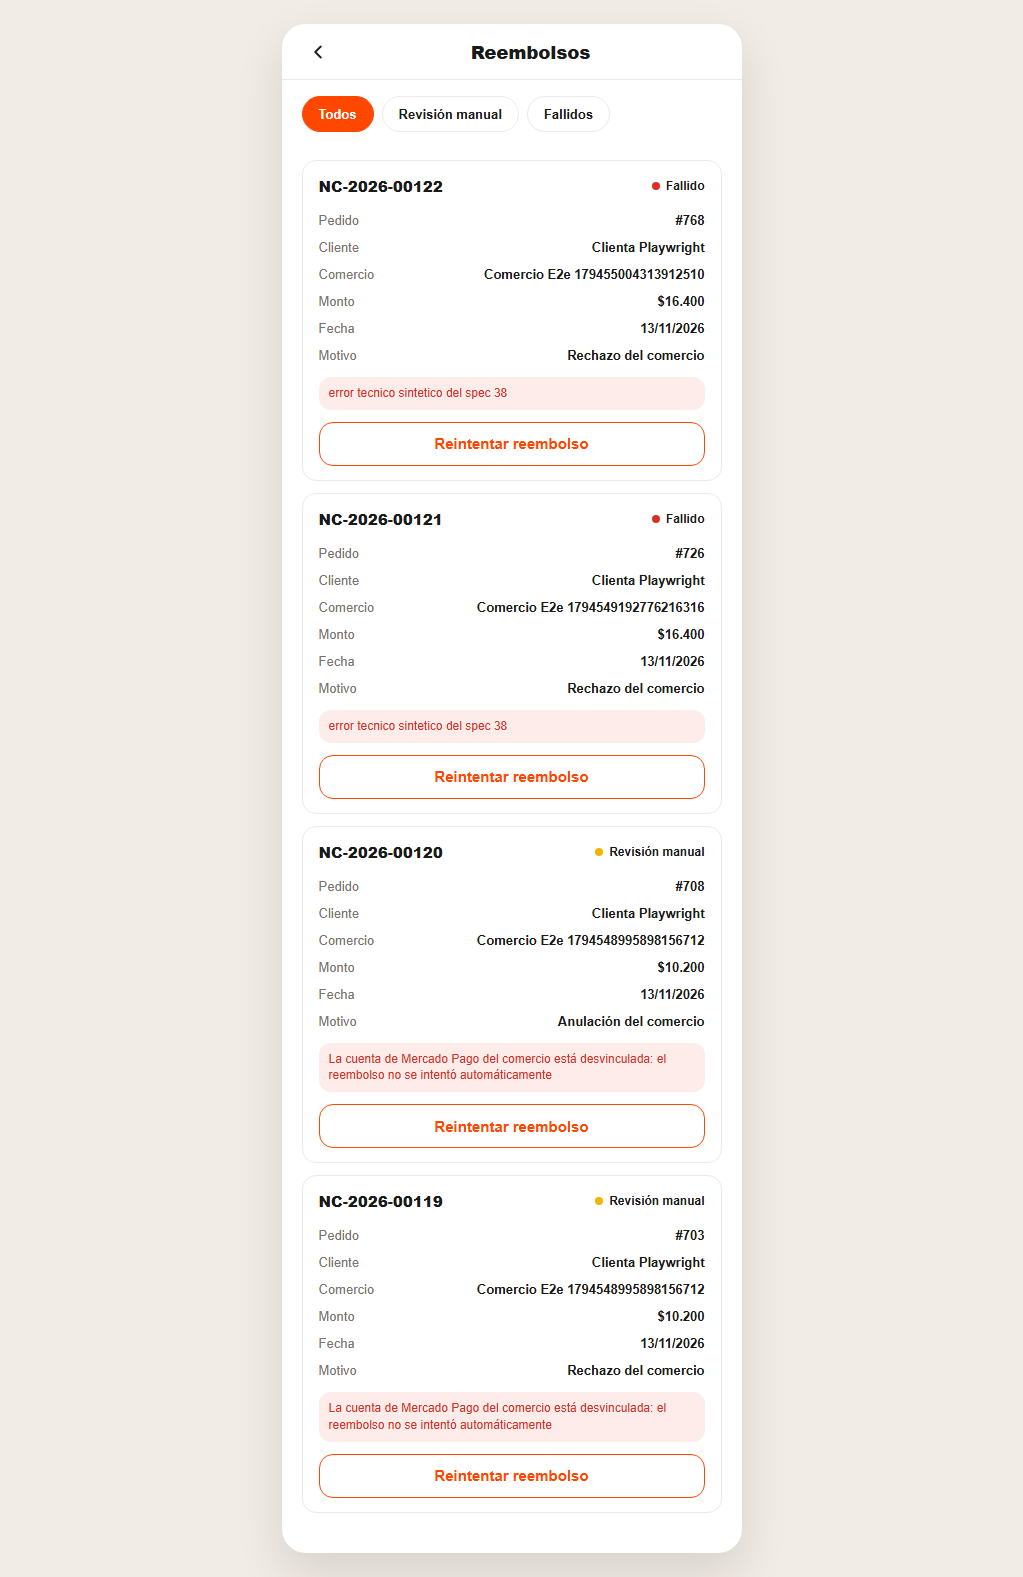 Reembolsos
Todos
Revisión manual
Fallidos
NC-2026-00122
Fallido
Pedido
#768
Cliente
Clienta Playwright
Comercio
Comercio E2e 179455004313912510
Monto
$16.400
Fecha
13/11/2026
Motivo
Rechazo del comercio
error tecnico sintetico del spec 38
Reintentar reembolso
NC-2026-00121
Fallido
Pedido
#726
Cliente
Clienta Playwright
Comercio
Comercio E2e 1794549192776216316
Monto
$16.400
Fecha
13/11/2026
Motivo
Rechazo del comercio
error tecnico sintetico del spec 38
Reintentar reembolso
NC-2026-00120
Revisión manual
Pedido
#708
Cliente
Clienta Playwright
Comercio
Comercio E2e 1794548995898156712
Monto
$10.200
Fecha
13/11/2026
Motivo
Anulación del comercio
La cuenta de Mercado Pago del comercio está desvinculada: el
reembolso no se intentó automáticamente
Reintentar reembolso
NC-2026-00119
Revisión manual
Pedido
#703
Cliente
Clienta Playwright
Comercio
Comercio E2e 1794548995898156712
Monto
$10.200
Fecha
13/11/2026
Motivo
Rechazo del comercio
La cuenta de Mercado Pago del comercio está desvinculada: el
reembolso no se intentó automáticamente
Reintentar reembolso